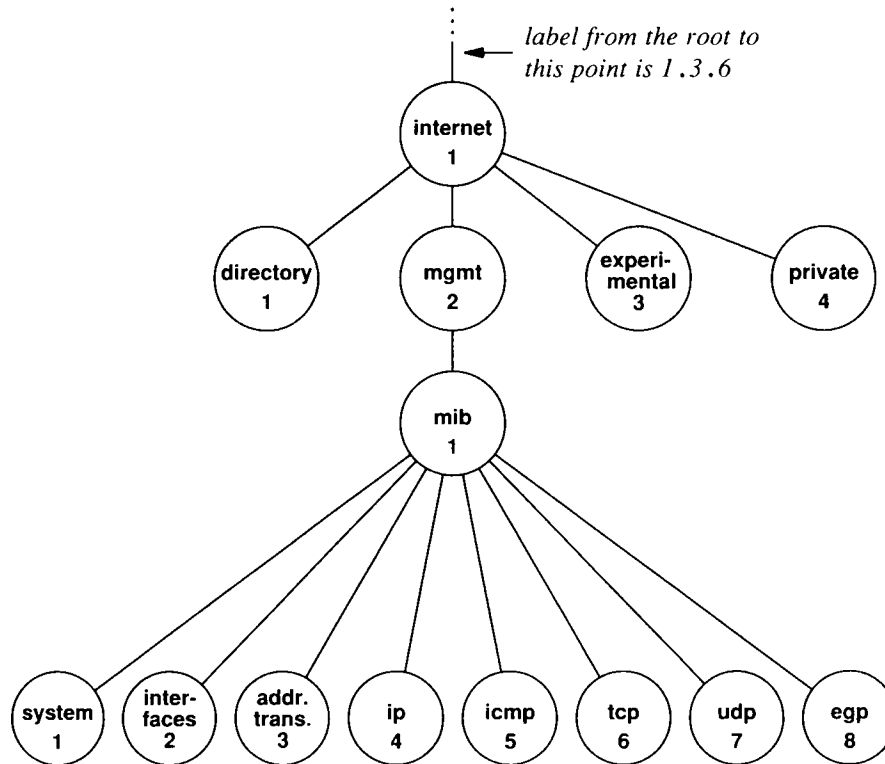 label from the root to
this point is 1.3.6
internet
1
directory
1
mgmt
2
experi-
mental
3
private
4
mib
1
system
1
inter-
faces
2
addr.
trans.
3
ip
4
icmp
5
tcp
6
udp
7
egp
8